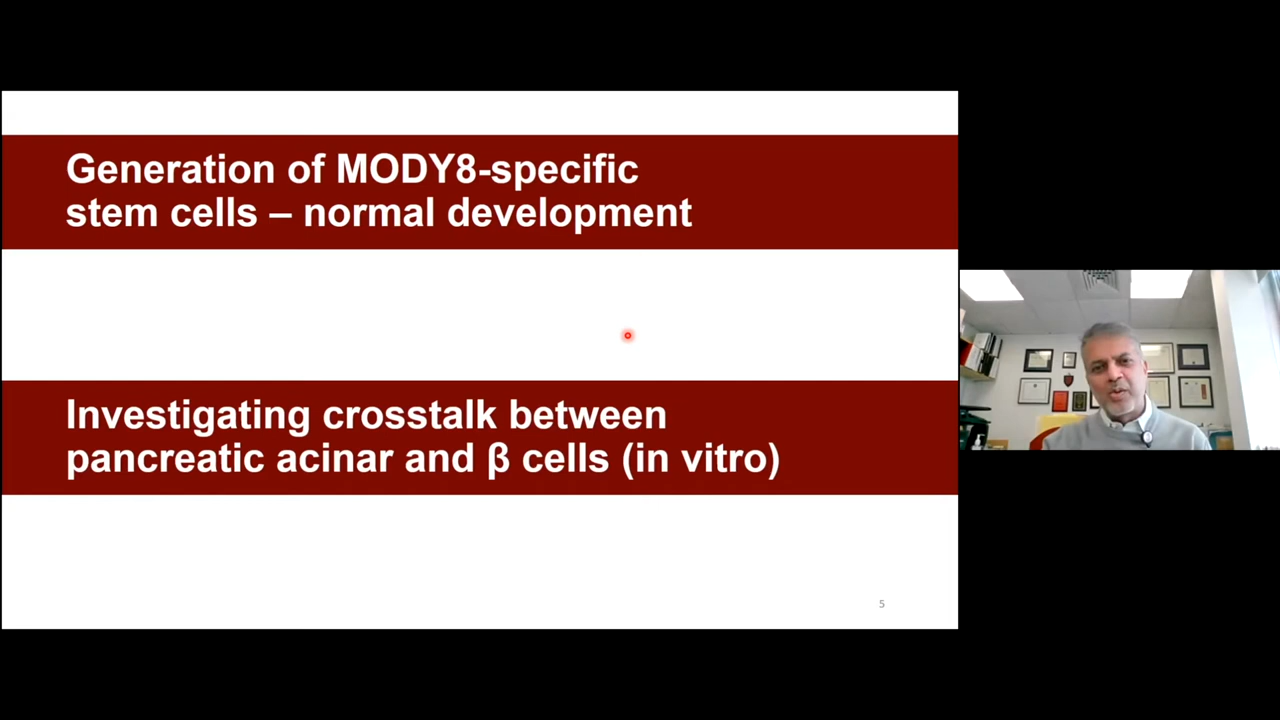 Generation of MODY8-specific
stem cells – normal development
Investigating crosstalk between
pancreatic acinar and β cells (in vitro)
5